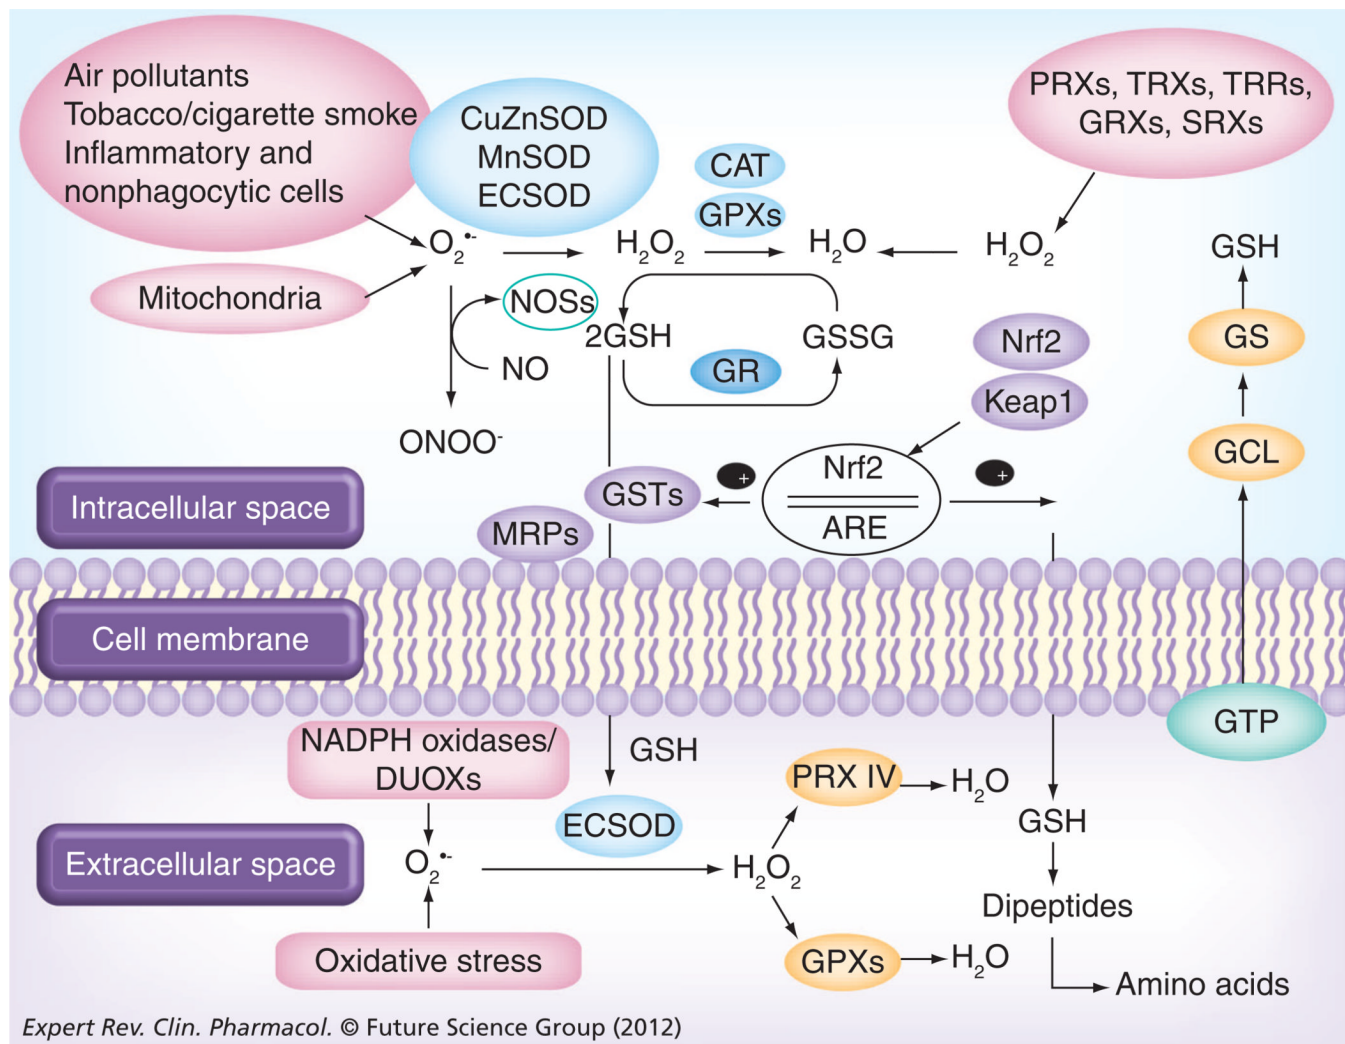 Air pollutants
Tobacco/cigarette smoke
Inflammatory and
nonphagocytic cells
CuZnSOD
MnSOD
ECSOD
CAT
GPXs
PRXs, TRXs, TRRs,
GRXs, SRXs
O₂•-
H₂O₂
H₂O
H₂O₂
GSH
Mitochondria
NOSs
2GSH
GSSG
Nrf2
GS
NO
GR
Keap1
ONOO⁻
GCL
Nrf2
ARE
+
+
GSTs
MRPs
Intracellular space
Cell membrane
GTP
NADPH oxidases/
DUOXs
GSH
PRX IV
H₂O
ECSOD
GSH
Extracellular space
O₂•-
H₂O₂
Dipeptides
Oxidative stress
GPXs
H₂O
Amino acids
Expert Rev. Clin. Pharmacol. © Future Science Group (2012)